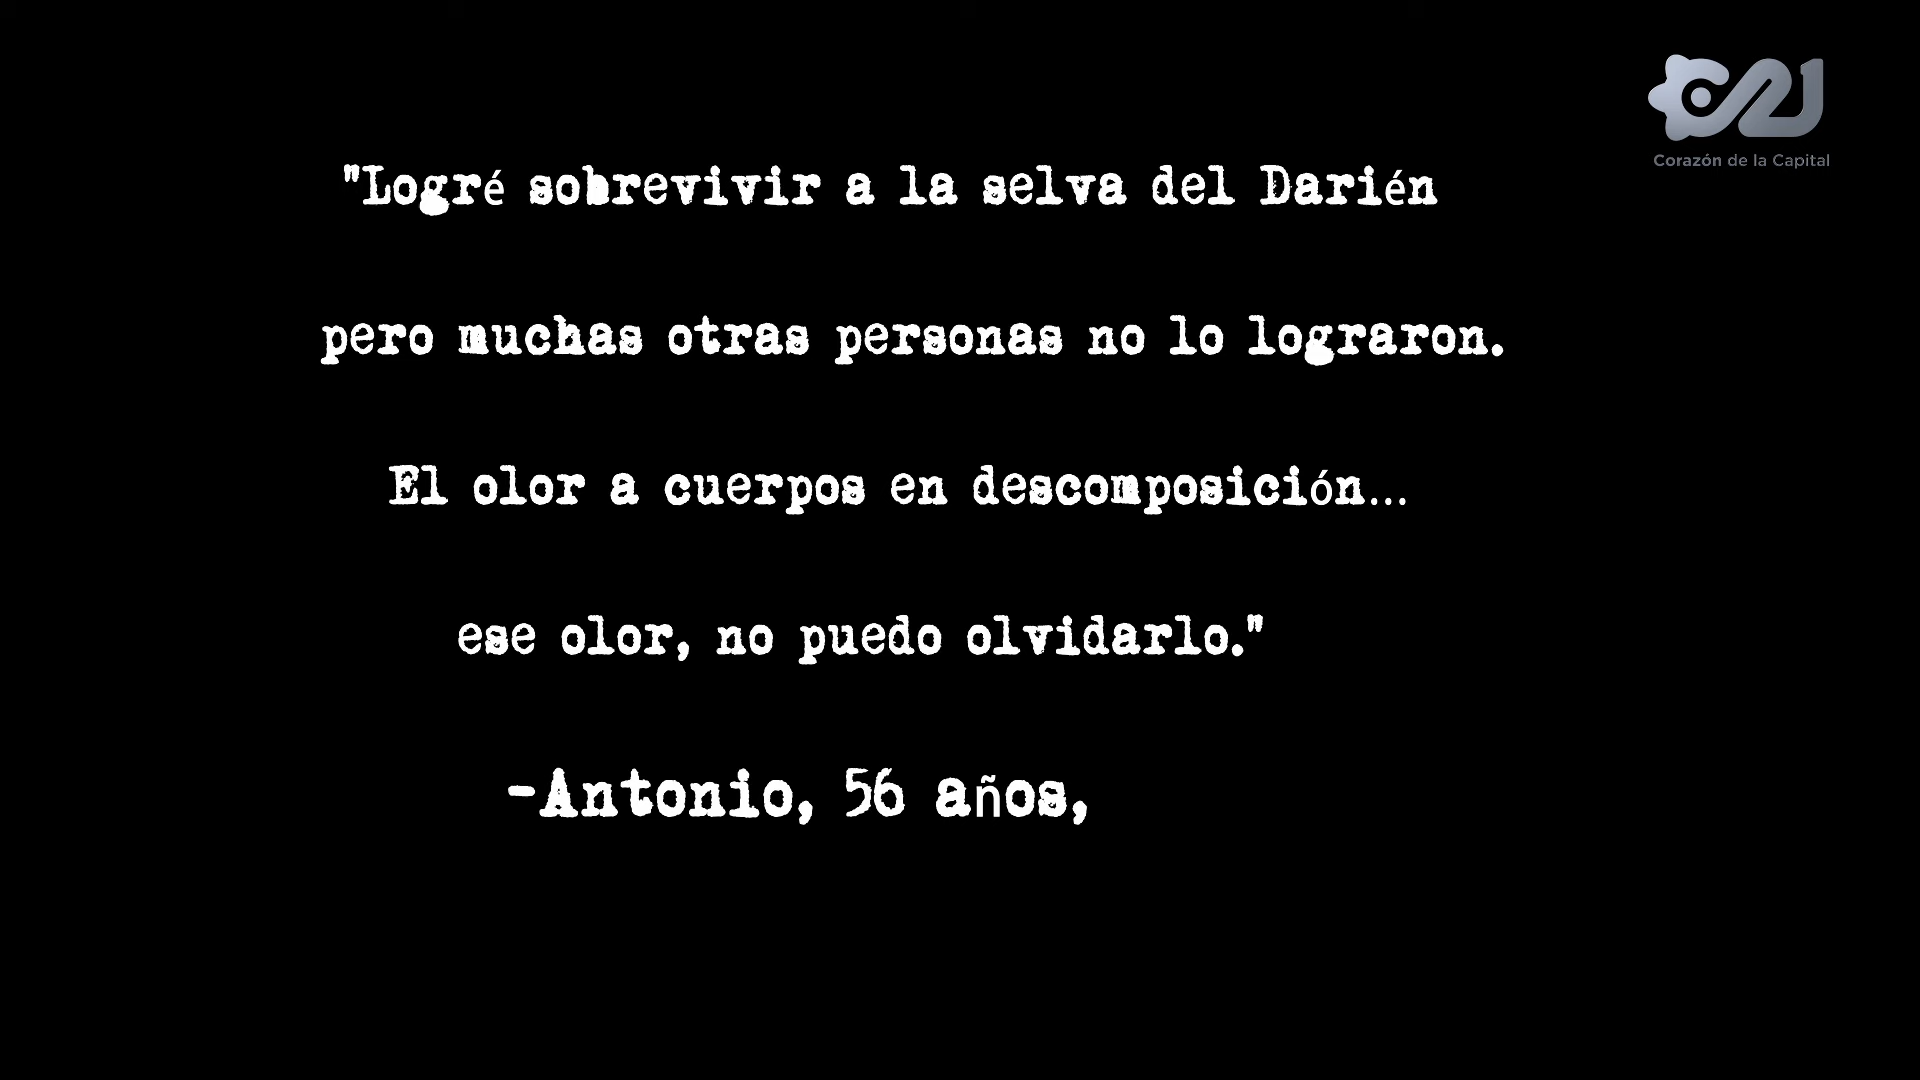 C21
Corazón de la Capital
"Logré sobrevivir a la selva del Darién
pero muchas otras personas no lo lograron.
El olor a cuerpos en descomposición...
ese olor, no puedo olvidarlo."
-Antonio, 56 años,